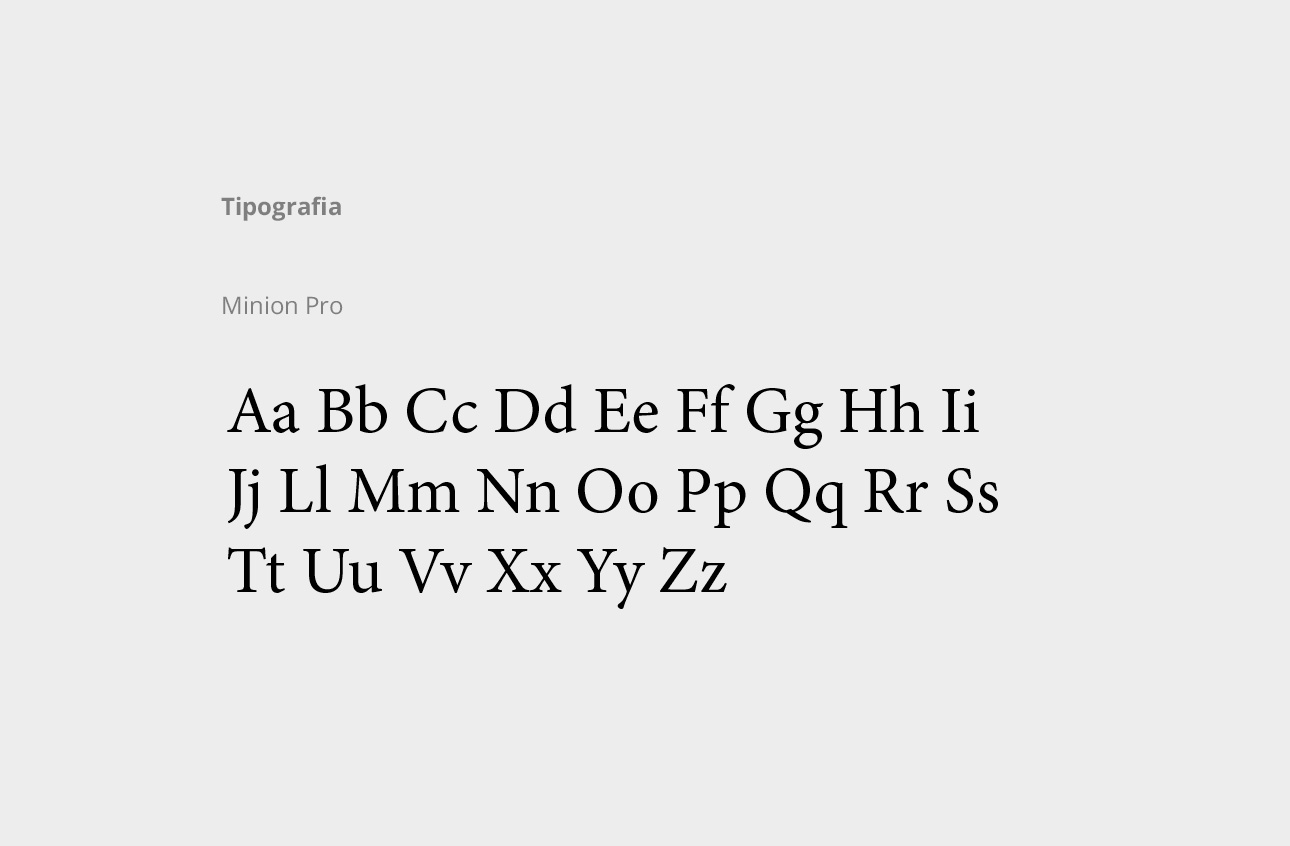 Tipografia
Minion Pro
Aa Bb Cc Dd Ee Ff Gg Hh Ii
Jj Ll Mm Nn Oo Pp Qq Rr Ss
Tt Uu Vv Xx Yy Zz